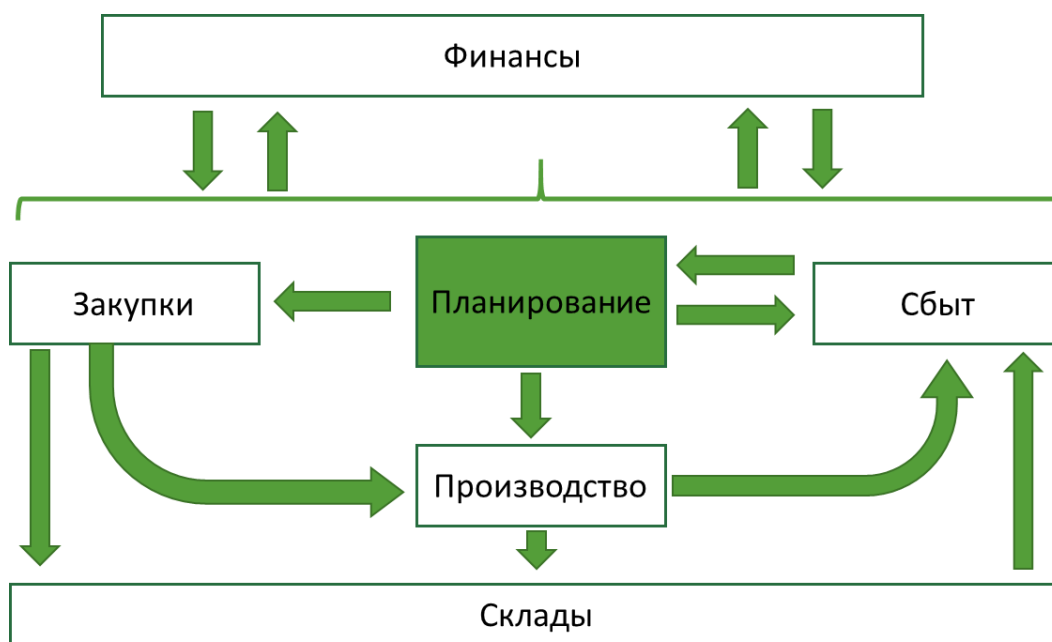 Финансы
Закупки
Планирование
Сбыт
Производство
Склады